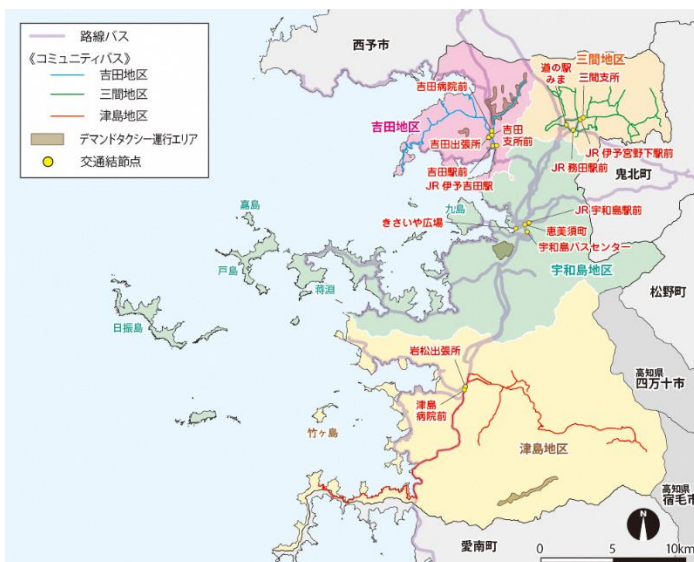 路線バス
《コミュニティバス》
吉田地区
三間地区
津島地区
デマンドタクシー運行エリア
交通結節点
西予市
三間地区
道の駅
みま
三間支所
吉田病院前
吉田地区
吉田出張所
吉田
支所前
吉田駅前
JR 伊予吉田駅
JR 伊予宮野下駅前
JR 務田駅前
鬼北町
嘉島
九島
きさいや広場
JR 宇和島駅前
恵美須町
宇和島バスセンター
戸島
蒋淵
宇和島地区
日振島
松野町
岩松出張所
高知県
四万十市
津島
病院前
竹ヶ島
津島地区
高知県
宿毛市
愛南町
N
0
5
10km